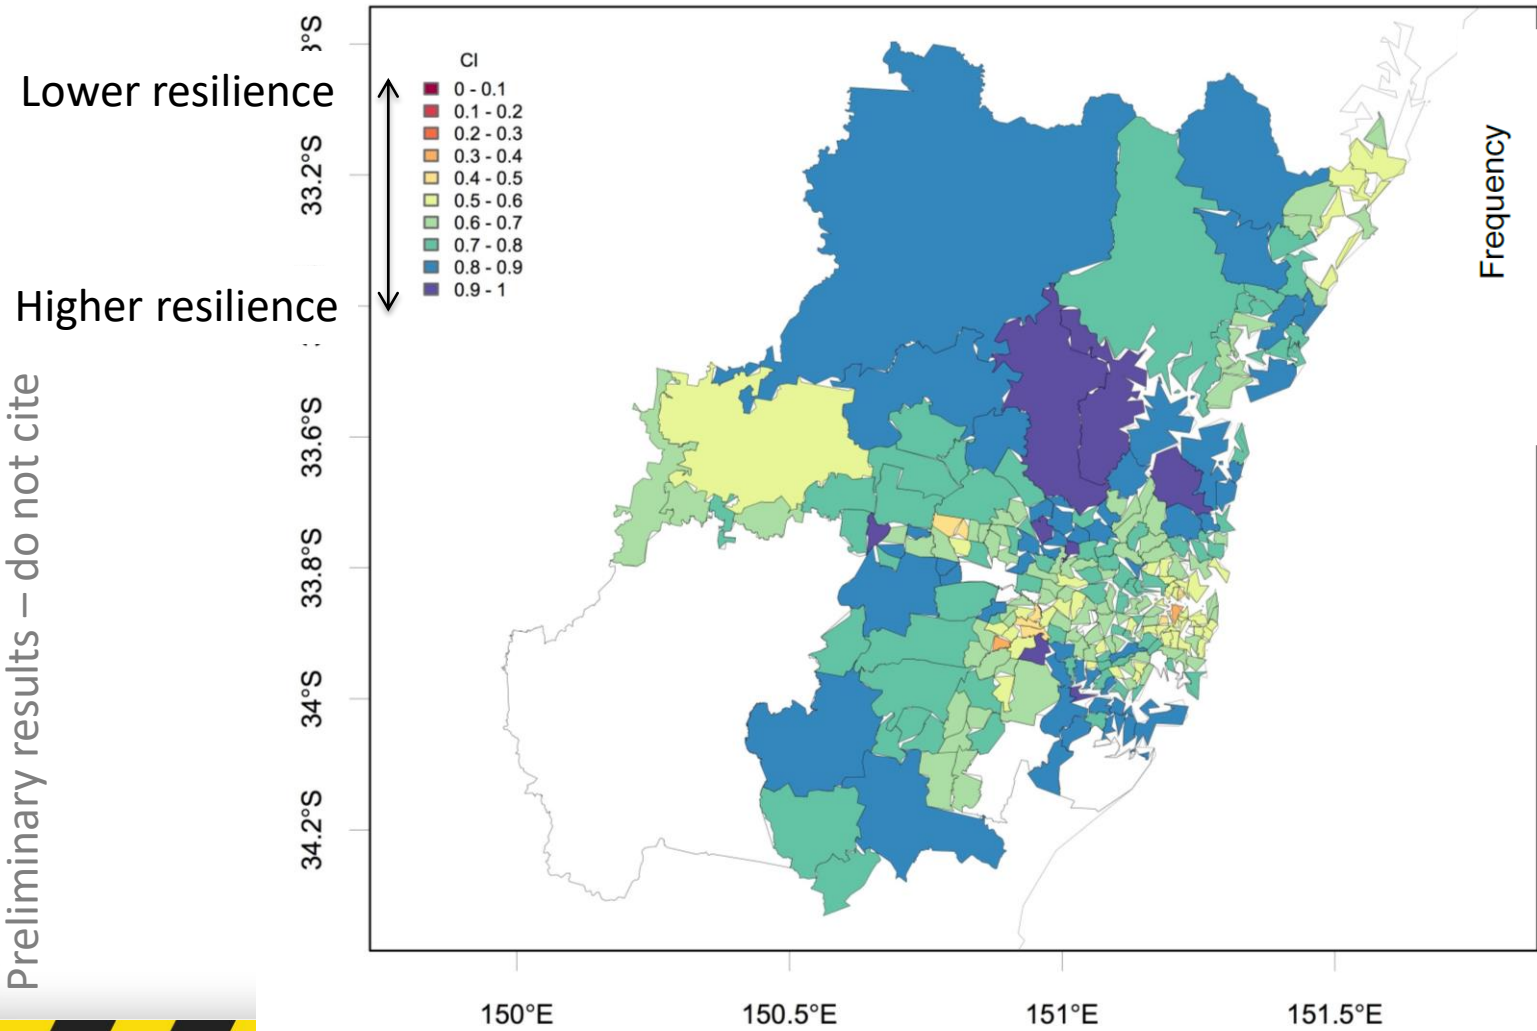 Lower resilience
Higher resilience
Preliminary results – do not cite
CI
0 - 0.1
0.1 - 0.2
0.2 - 0.3
0.3 - 0.4
0.4 - 0.5
0.5 - 0.6
0.6 - 0.7
0.7 - 0.8
0.8 - 0.9
0.9 - 1
33.2°S
33.6°S
33.8°S
34°S
34.2°S
150°E
150.5°E
151°E
151.5°E
Frequency